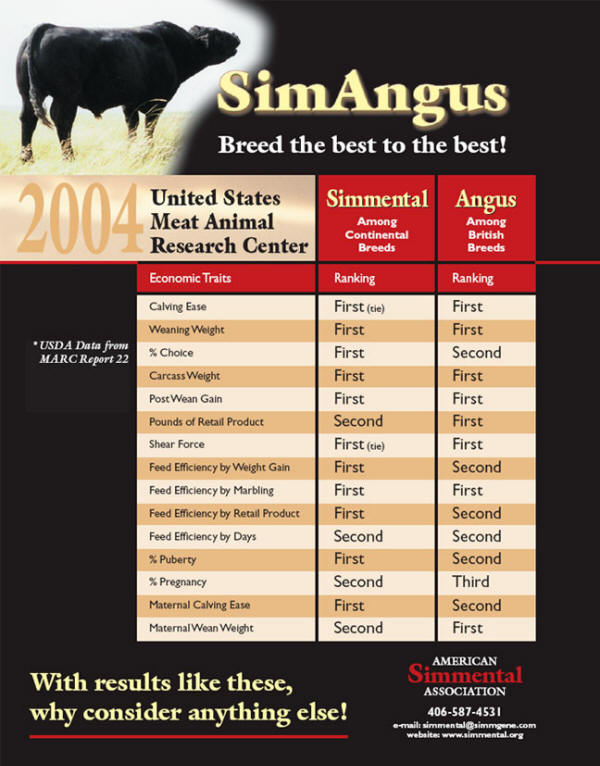 SimAngus
Breed the best to the best!
2004
United States
Meat Animal
Research Center
Simmental
Among
Continental
Breeds
Angus
Among
British
Breeds
Economic Traits Ranking Ranking
* USDA Data from
MARC Report 22
Calving Ease First (tie) First
Weaning Weight First First
% Choice First Second
Carcass Weight First First
Post Wean Gain First First
Pounds of Retail Product Second First
Shear Force First (tie) First
Feed Efficiency by Weight Gain First Second
Feed Efficiency by Marbling First First
Feed Efficiency by Retail Product First Second
Feed Efficiency by Days Second Second
% Puberty First Second
% Pregnancy Second Third
Maternal Calving Ease First Second
Maternal Wean Weight Second First
With results like these,
why consider anything else!
AMERICAN
Simmental
ASSOCIATION
406-587-4531
e-mail: simmental@simmgene.com
website: www.simmental.org